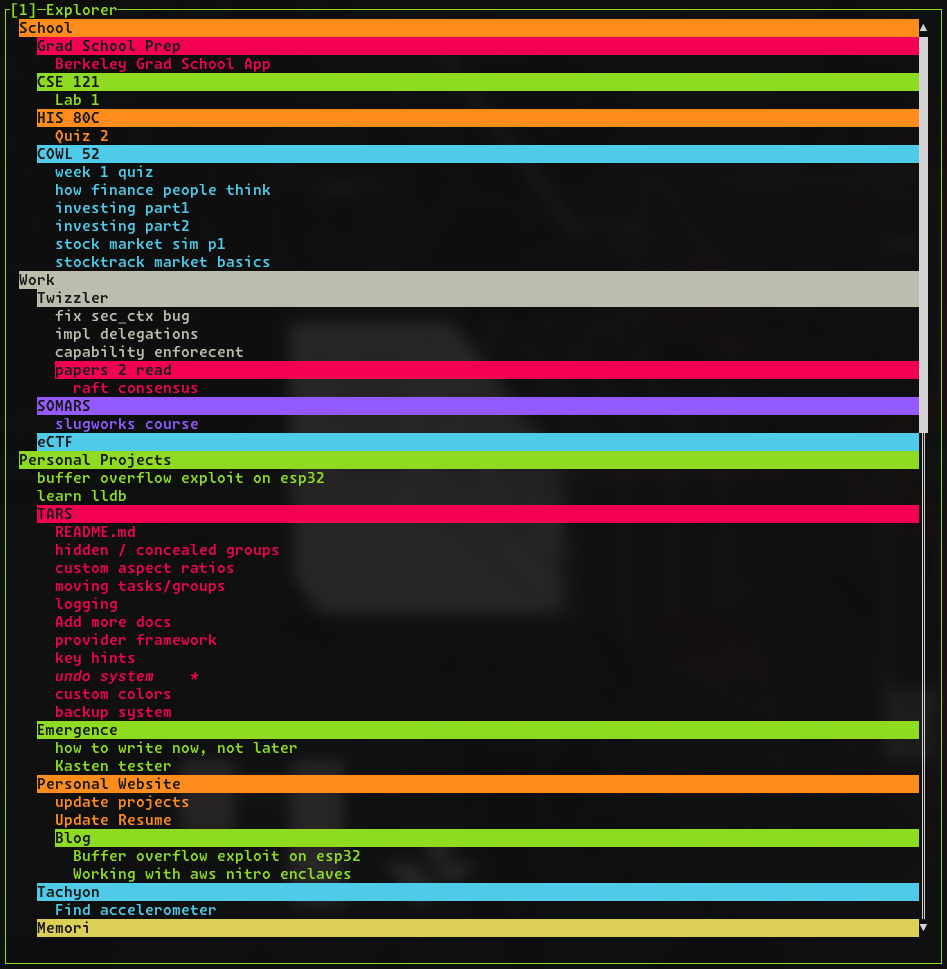 [1]─Explorer
School
Grad School Prep
Berkeley Grad School App
CSE 121
Lab 1
HIS 80C
Quiz 2
COWL 52
week 1 quiz
how finance people think
investing part1
investing part2
stock market sim p1
stocktrack market basics
Work
Twizzler
fix sec_ctx bug
impl delegations
capability enforecent
papers 2 read
raft consensus
SOMARS
slugworks course
eCTF
Personal Projects
buffer overflow exploit on esp32
learn lldb
TARS
README.md
hidden / concealed groups
custom aspect ratios
moving tasks/groups
logging
Add more docs
provider framework
key hints
undo system    *
custom colors
backup system
Emergence
how to write now, not later
Kasten tester
Personal Website
update projects
Update Resume
Blog
Buffer overflow exploit on esp32
Working with aws nitro enclaves
Tachyon
Find accelerometer
Memori